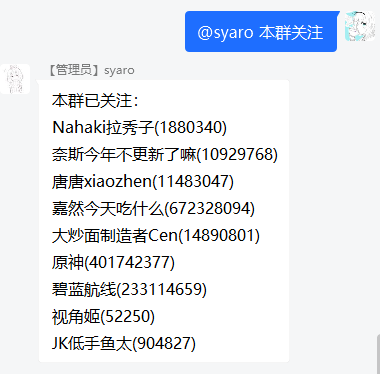 @syaro 本群关注
【管理员】syaro
本群已关注:
Nahaki拉秀子(1880340)
奈斯今年不更新了嘛(10929768)
唐唐xiaozhen(11483047)
嘉然今天吃什么(672328094)
大炒面制造者Cen(14890801)
原神(401742377)
碧蓝航线(233114659)
视角姬(52250)
JK低手鱼太(904827)